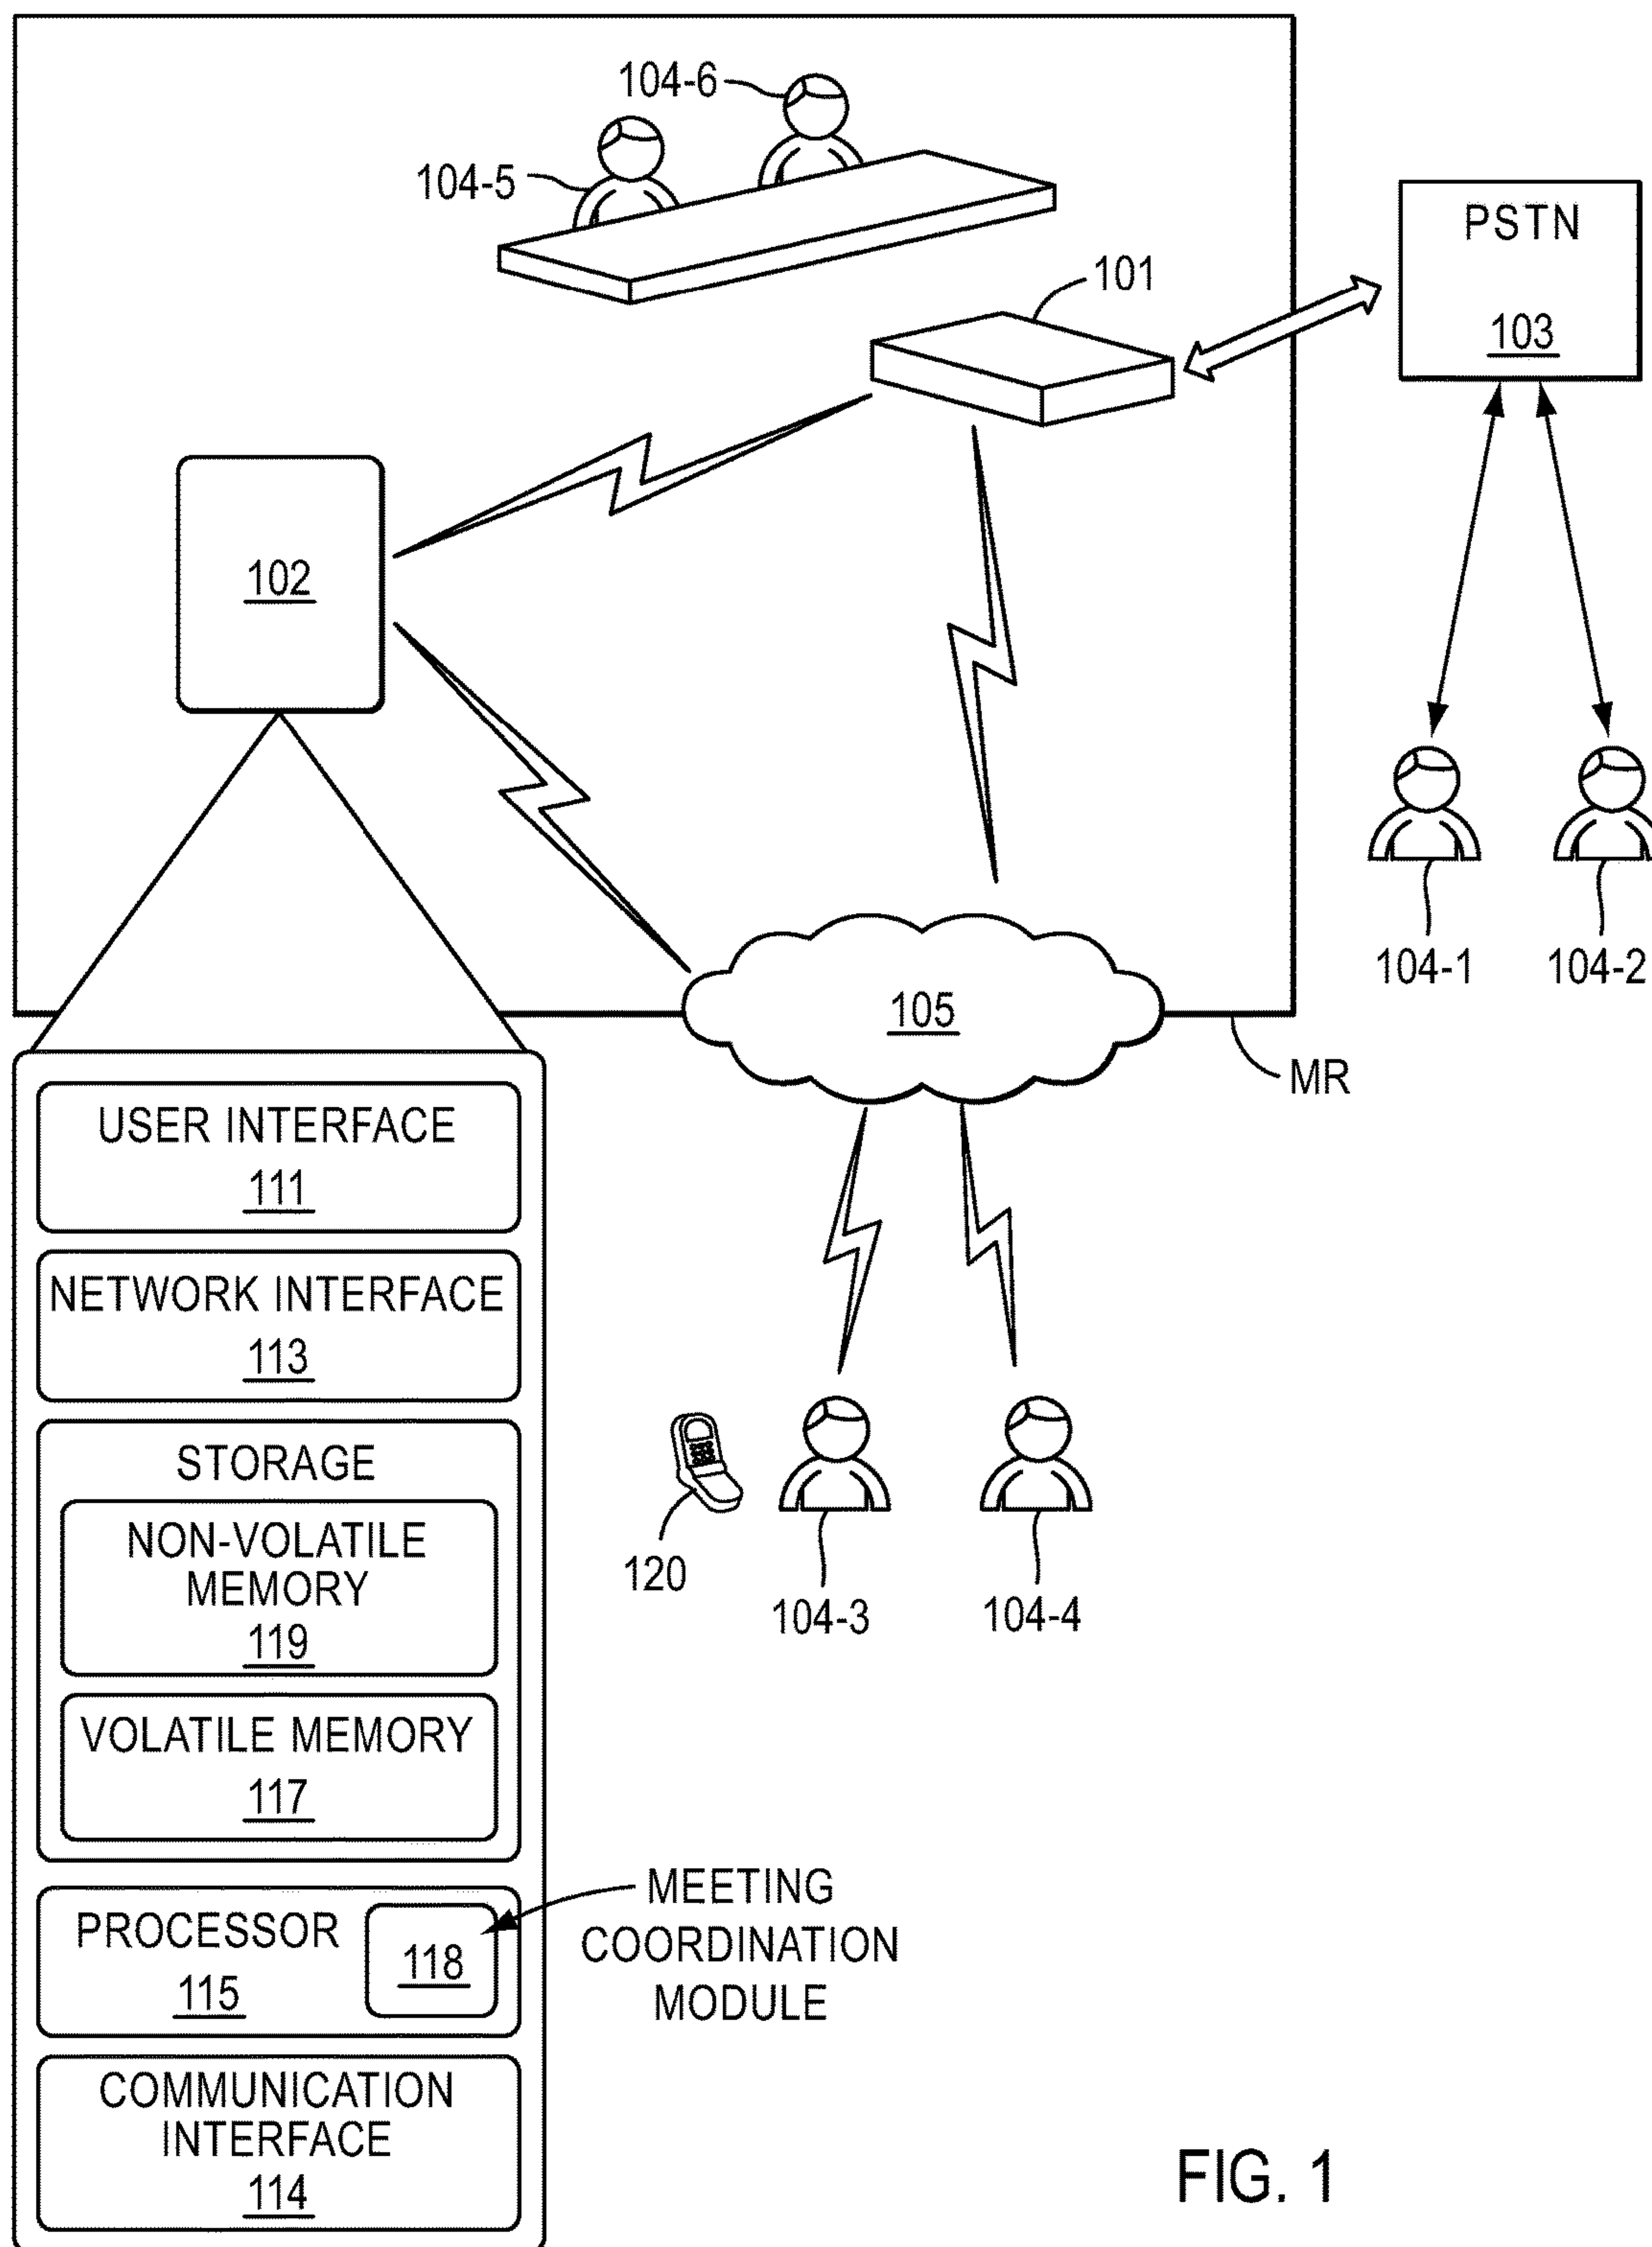 104-6
104-5
101
PSTN
103
102
104-1
104-2
105
MR
USER INTERFACE
111
NETWORK INTERFACE
113
STORAGE
NON-VOLATILE
MEMORY
119
VOLATILE MEMORY
117
120
104-3
104-4
PROCESSOR
115
118
MEETING
COORDINATION
MODULE
COMMUNICATION
INTERFACE
114
FIG. 1